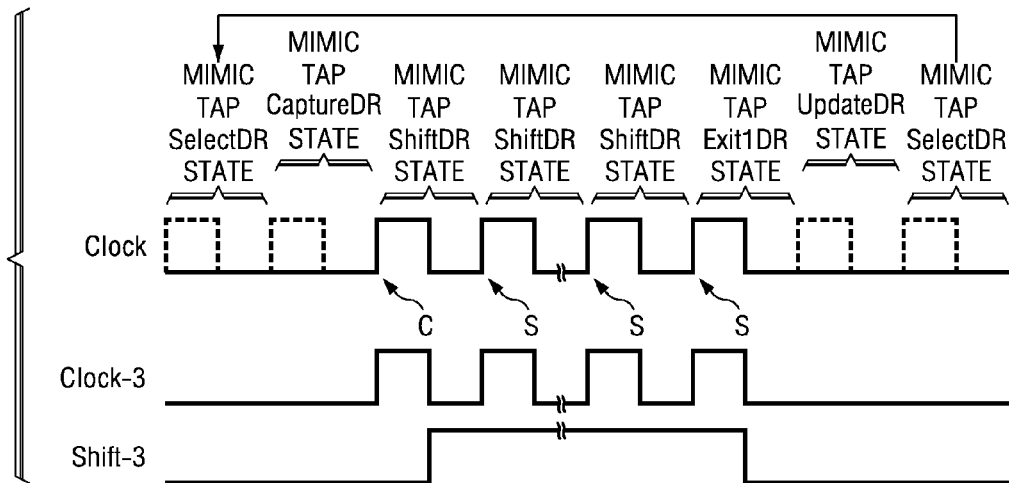 MIMIC
TAP
SelectDR
STATE
MIMIC
TAP
CaptureDR
STATE
MIMIC
TAP
ShiftDR
STATE
MIMIC
TAP
ShiftDR
STATE
MIMIC
TAP
ShiftDR
STATE
MIMIC
TAP
Exit1DR
STATE
MIMIC
TAP
UpdateDR
STATE
MIMIC
TAP
SelectDR
STATE
Clock
C
S
S
S
Clock-3
Shift-3